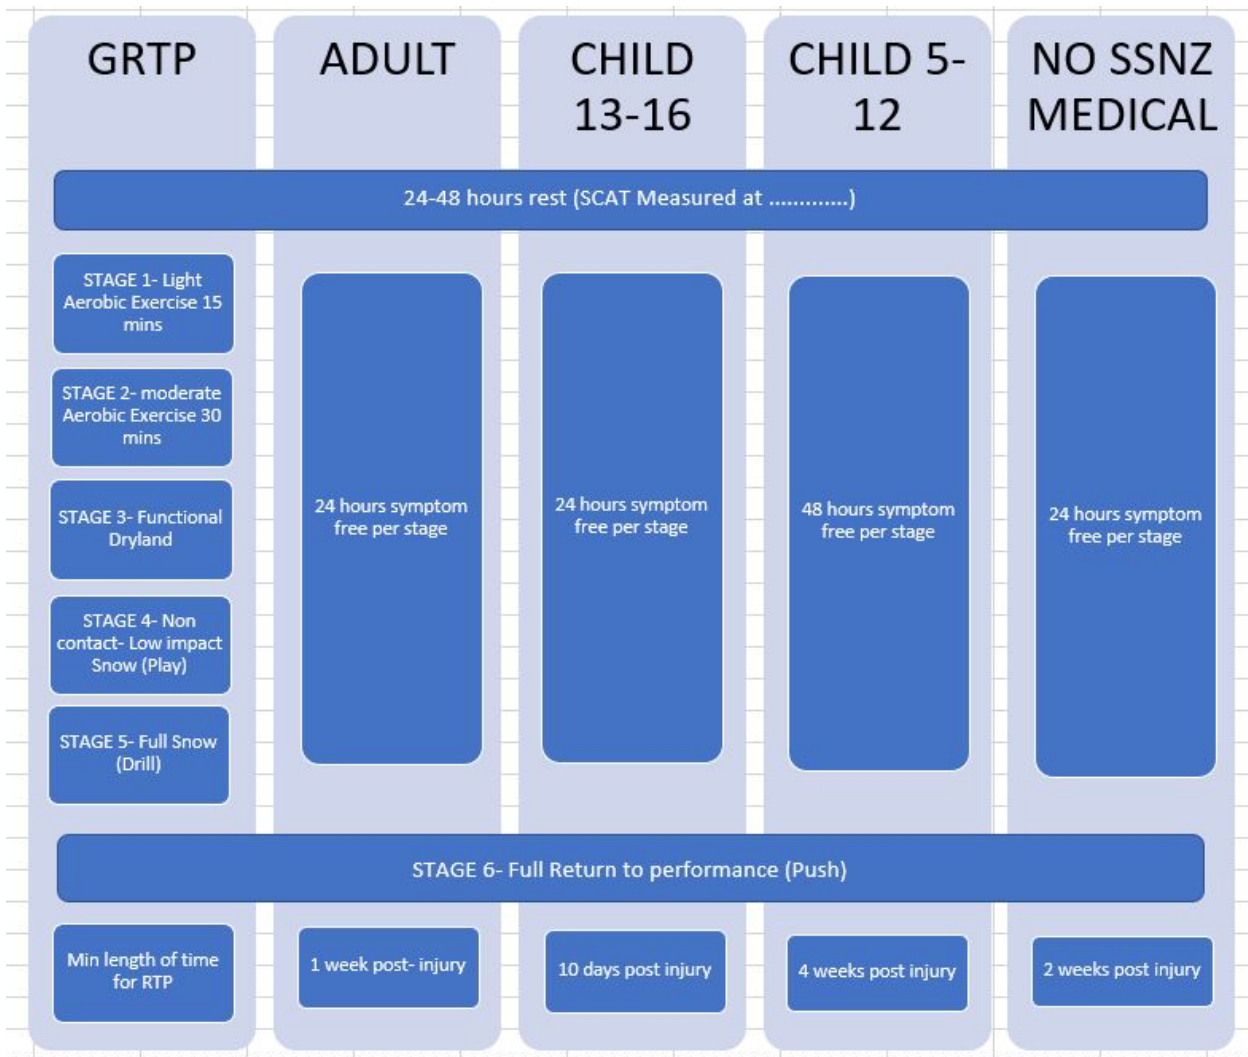 GRTP
ADULT
CHILD
13-16
CHILD 5-
12
NO SSNZ
MEDICAL
24-48 hours rest (SCAT Measured at .............)
STAGE 1- Light
Aerobic Exercise 15
mins
STAGE 2- moderate
Aerobic Exercise 30
mins
STAGE 3- Functional
Dryland
STAGE 4- Non
contact- Low impact
Snow (Play)
STAGE 5- Full Snow
(Drill)
24 hours symptom
free per stage
24 hours symptom
free per stage
48 hours symptom
free per stage
24 hours symptom
free per stage
STAGE 6- Full Return to performance (Push)
Min length of time
for RTP
1 week post- injury
10 days post injury
4 weeks post injury
2 weeks post injury